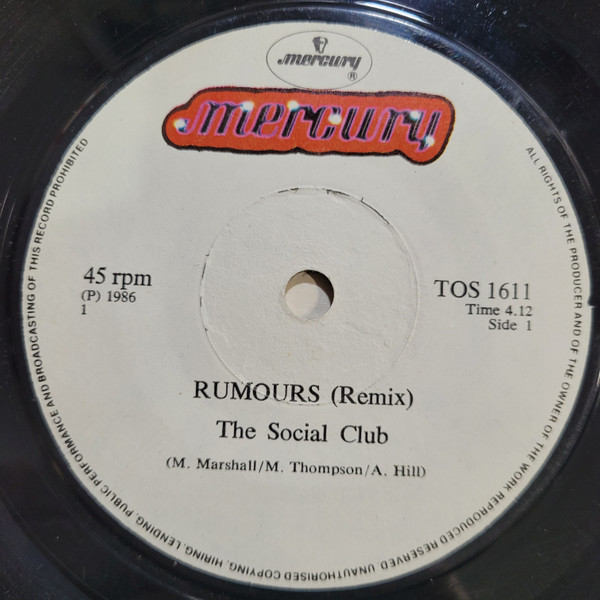 mercury
®
mercury
45 rpm
(P) 1986
1
TOS 1611
Time 4.12
Side 1
RUMOURS (Remix)
The Social Club
(M. Marshall/M. Thompson/A. Hill)
ALL RIGHTS OF THE PRODUCER AND OF THE OWNER OF THE WORK REPRODUCED RESERVED. UNAUTHORISED COPYING, HIRING, LENDING, PUBLIC PERFORMANCE AND BROADCASTING OF THIS RECORD PROHIBITED